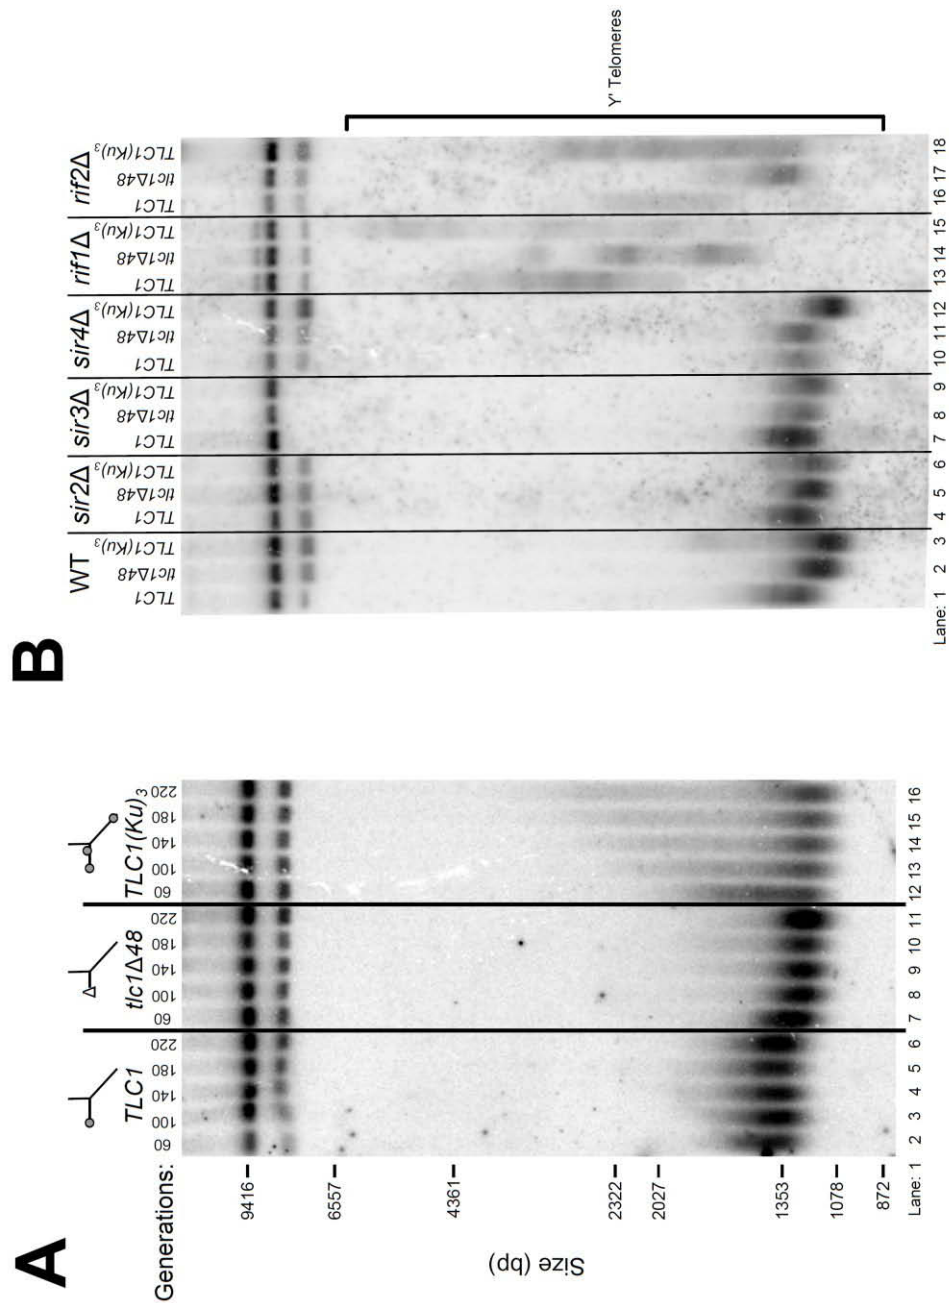 A
TLC1 tlc1Δ48 TLC1(Ku)3
Generations: 60 100 140 180 220 60 100 140 180 220 60 100 140 180 220
Size (bp)
9416
6557
4361
2322
2027
1353
1078
872
Lane: 1 2 3 4 5 6 7 8 9 10 11 12 13 14 15 16
B
WT sir2Δ sir3Δ sir4Δ rif1Δ rif2Δ
TLC1 tlc1Δ48 TLC1(Ku)3 TLC1 tlc1Δ48 TLC1(Ku)3 TLC1 tlc1Δ48 TLC1(Ku)3 TLC1 tlc1Δ48 TLC1(Ku)3 TLC1 tlc1Δ48 TLC1(Ku)3 TLC1 tlc1Δ48 TLC1(Ku)3
Y' Telomeres
Lane: 1 2 3 4 5 6 7 8 9 10 11 12 13 14 15 16 17 18